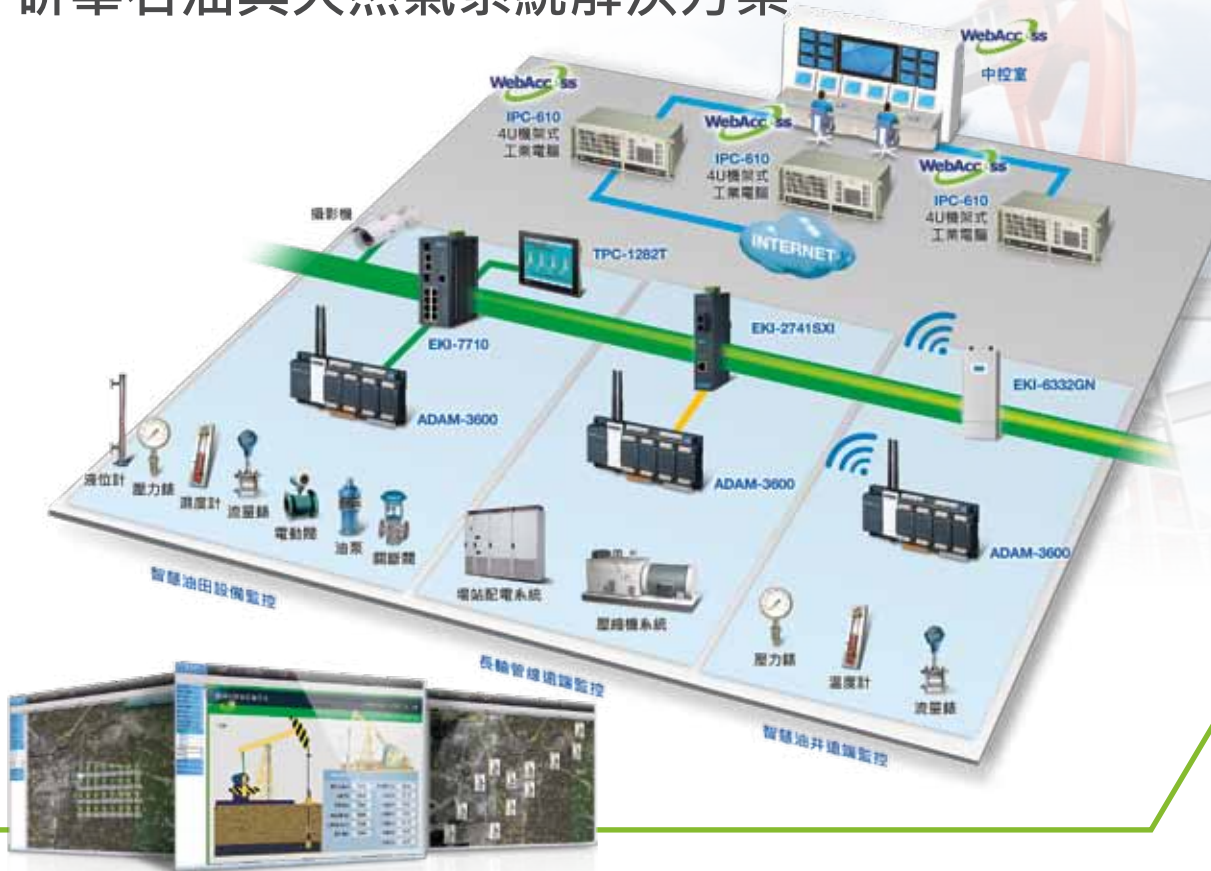 研華石油與天然氣系統解決方案
WebAccess
中控室
WebAccess
IPC-610
4U機架式
工業電腦
WebAccess
IPC-610
4U機架式
工業電腦
WebAccess
IPC-610
4U機架式
工業電腦
攝影機
INTERNET
TPC-1282T
EKI-7710
EKI-2741SXI
EKI-6332GN
ADAM-3600
ADAM-3600
ADAM-3600
液位計
壓力錶
溫度計
流量錶
電動閥
油泵
關斷閥
場站配電系統
壓縮機系統
壓力錶
溫度計
流量錶
智慧油田設備監控
長輸管線遠端監控
智慧油井遠端監控